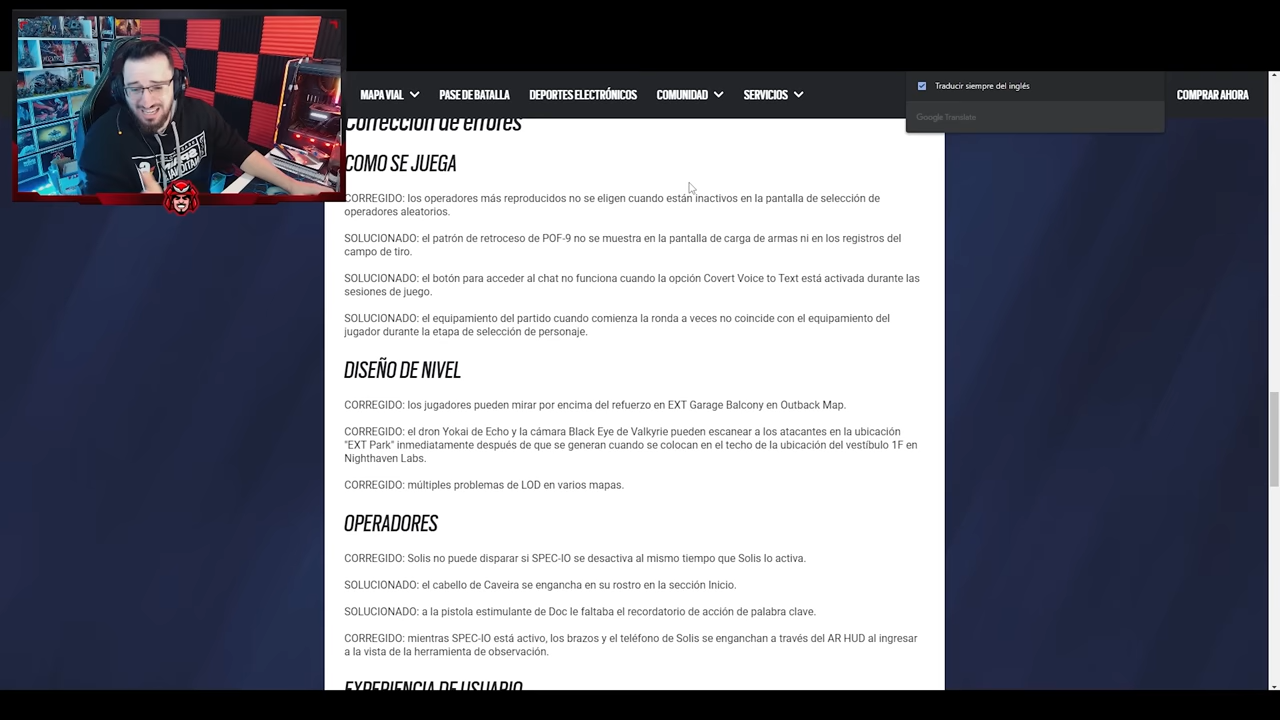 MAPA VIAL
PASE DE BATALLA
DEPORTES ELECTRÓNICOS
COMUNIDAD
SERVICIOS
Traducir siempre del inglés
Google Translate
COMPRAR AHORA
Corrección de errores
COMO SE JUEGA
CORREGIDO: los operadores más reproducidos no se eligen cuando están inactivos en la pantalla de selección de
operadores aleatorios.
SOLUCIONADO: el patrón de retroceso de POF-9 no se muestra en la pantalla de carga de armas ni en los registros del
campo de tiro.
SOLUCIONADO: el botón para acceder al chat no funciona cuando la opción Covert Voice to Text está activada durante las
sesiones de juego.
SOLUCIONADO: el equipamiento del partido cuando comienza la ronda a veces no coincide con el equipamiento del
jugador durante la etapa de selección de personaje.
DISEÑO DE NIVEL
CORREGIDO: los jugadores pueden mirar por encima del refuerzo en EXT Garage Balcony en Outback Map.
CORREGIDO: el dron Yokai de Echo y la cámara Black Eye de Valkyrie pueden escanear a los atacantes en la ubicación
"EXT Park" inmediatamente después de que se generan cuando se colocan en el techo de la ubicación del vestíbulo 1F en
Nighthaven Labs.
CORREGIDO: múltiples problemas de LOD en varios mapas.
OPERADORES
CORREGIDO: Solis no puede disparar si SPEC-IO se desactiva al mismo tiempo que Solis lo activa.
SOLUCIONADO: el cabello de Caveira se engancha en su rostro en la sección Inicio.
SOLUCIONADO: a la pistola estimulante de Doc le faltaba el recordatorio de acción de palabra clave.
CORREGIDO: mientras SPEC-IO está activo, los brazos y el teléfono de Solis se enganchan a través del AR HUD al ingresar
a la vista de la herramienta de observación.
EXPERIENCIA DE USUARIO